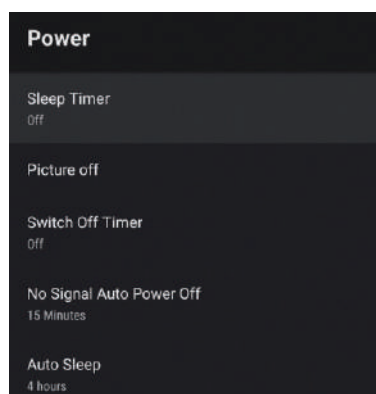 Power
Sleep Timer
Off
Picture off
Switch Off Timer
Off
No Signal Auto Power Off
15 Minutes
Auto Sleep
4 hours